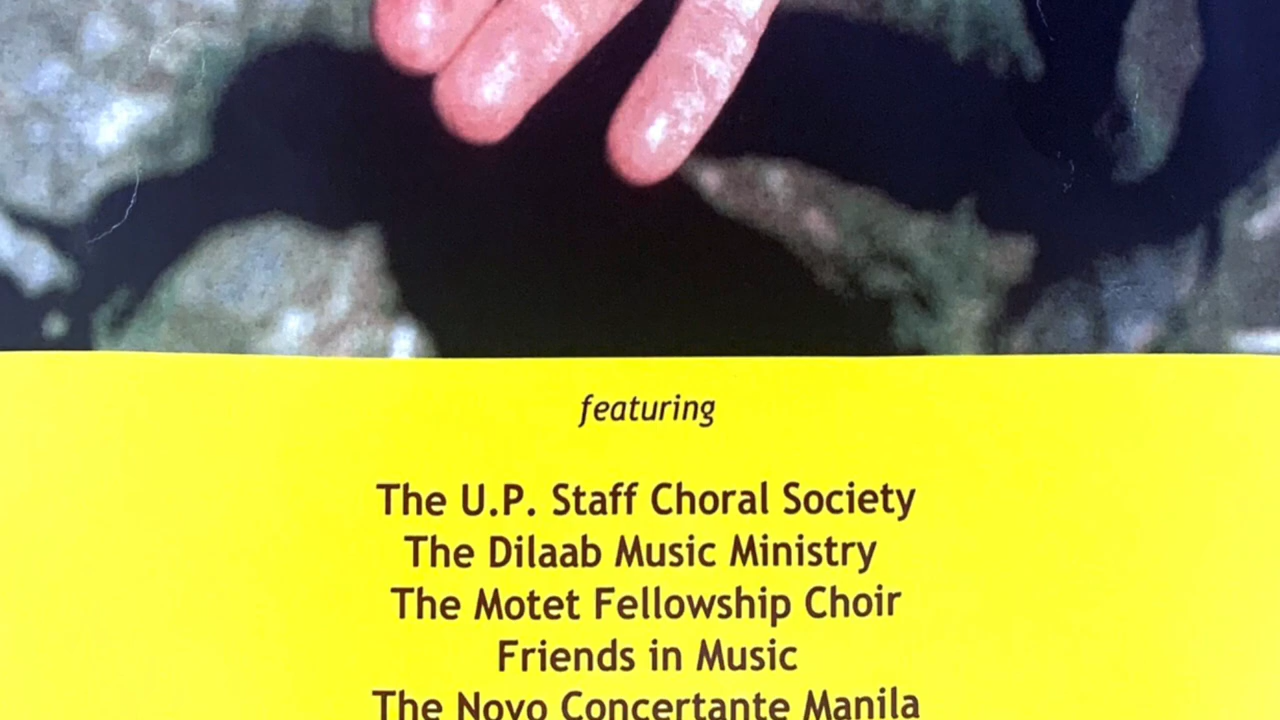 featuring
The U.P. Staff Choral Society
The Dilaab Music Ministry
The Motet Fellowship Choir
Friends in Music
The Novo Concertante Manila